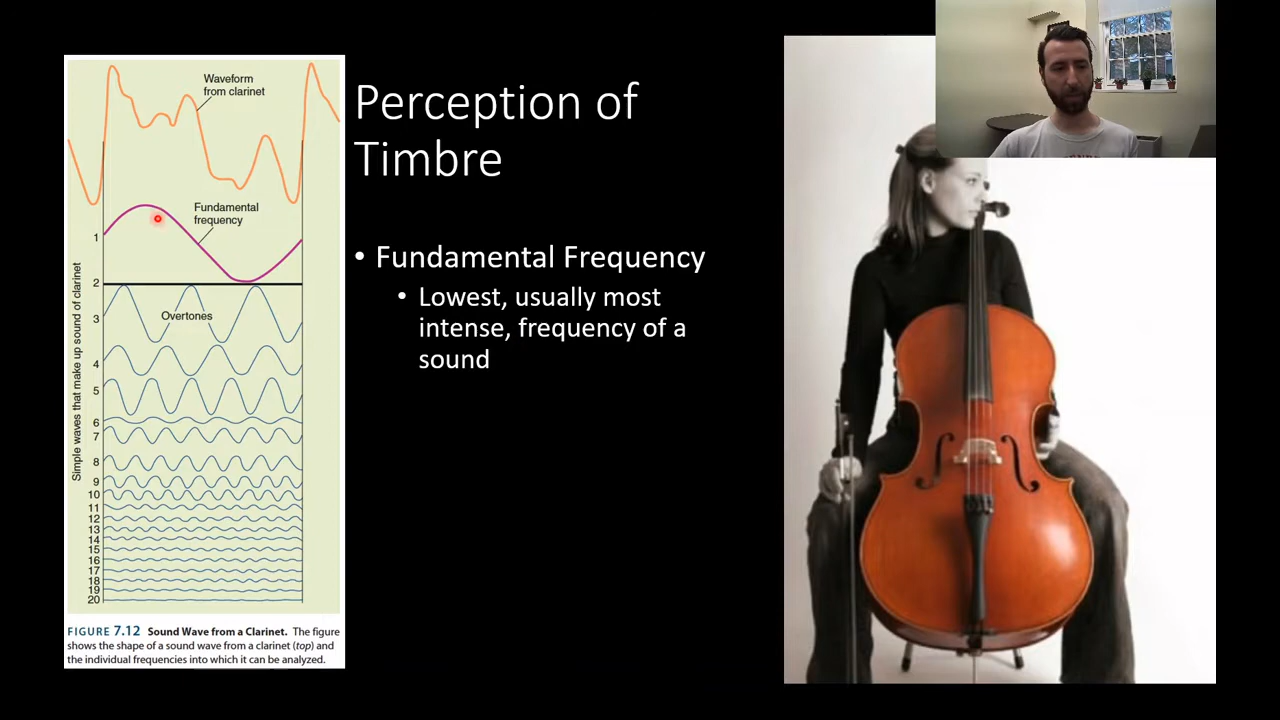 Waveform
from clarinet
Fundamental
frequency
Overtones
Simple waves that make up sound of clarinet
1
2
3
4
5
6
7
8
9
10
11
12
13
14
15
16
17
18
19
20
FIGURE 7.12 Sound Wave from a Clarinet. The figure
shows the shape of a sound wave from a clarinet (top) and
the individual frequencies into which it can be analyzed.
Perception of
Timbre
• Fundamental Frequency
• Lowest, usually most
intense, frequency of a
sound